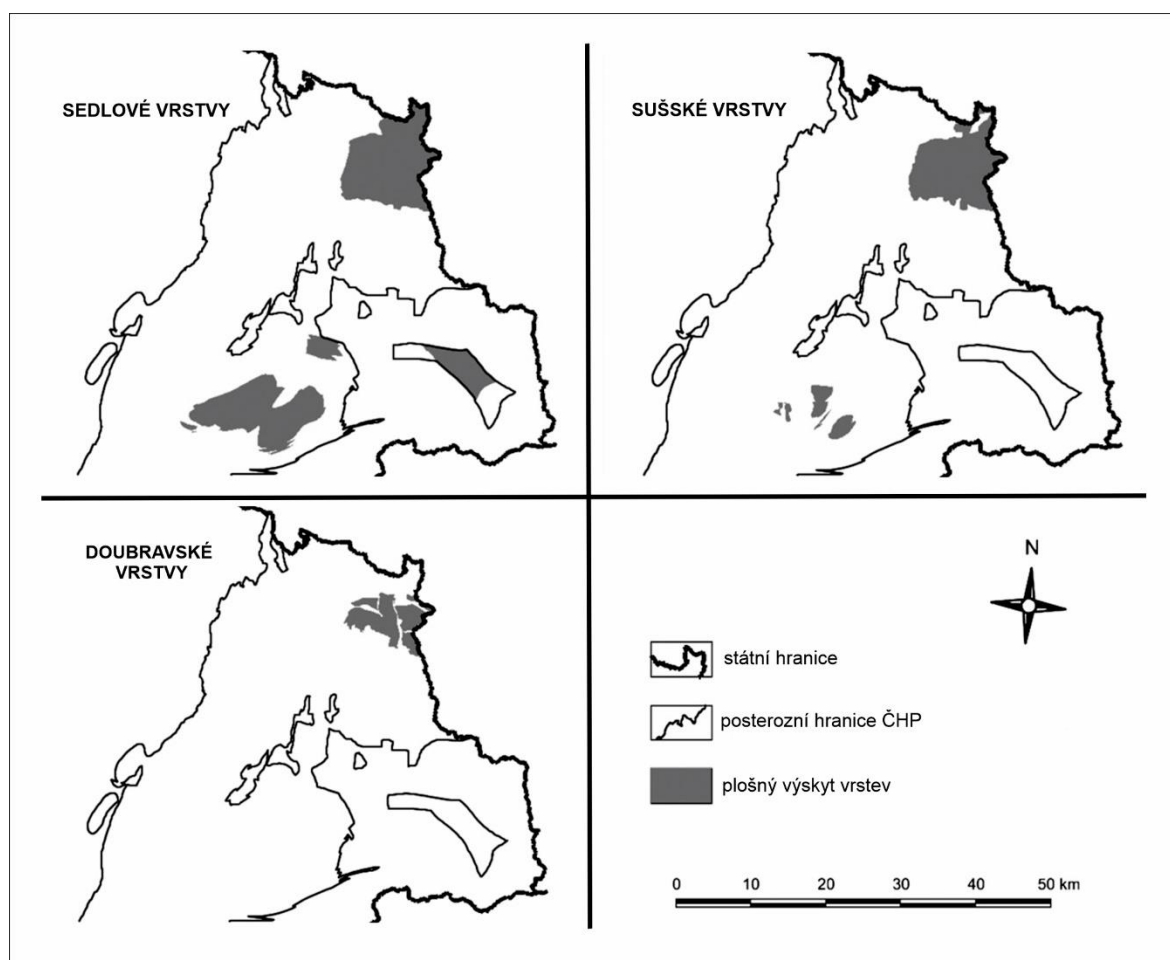 SEDLOVÉ VRSTVY
SUŠSKÉ VRSTVY
DOUBRAVSKÉ
VRSTVY
N
státní hranice
posterozní hranice ČHP
plošný výskyt vrstev
0 10 20 30 40 50 km